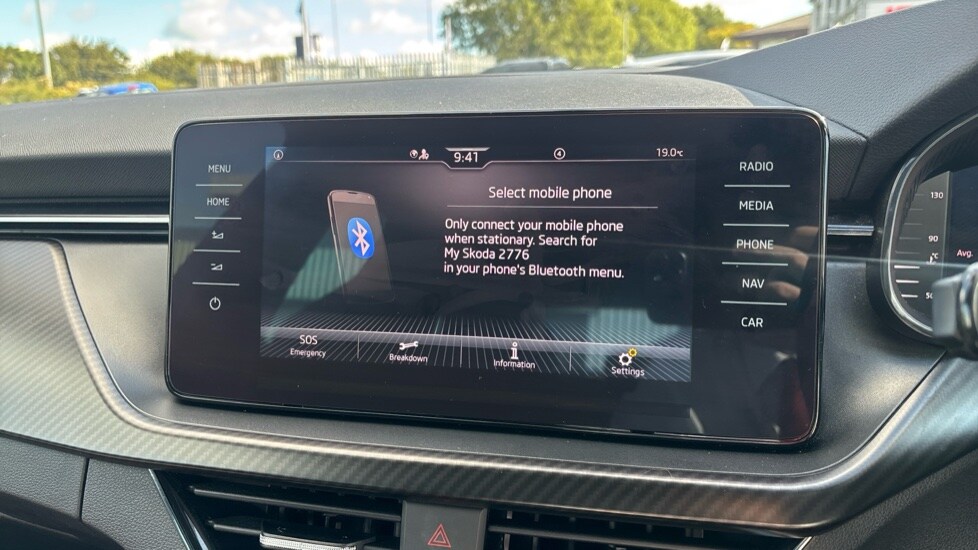 MENU
HOME
9:41
4
19.0°C
Select mobile phone
Only connect your mobile phone
when stationary. Search for
My Skoda 2776
in your phone's Bluetooth menu.
SOS
Emergency
Breakdown
Information
Settings
RADIO
MEDIA
PHONE
NAV
CAR
130
90
°C
50
Avg.